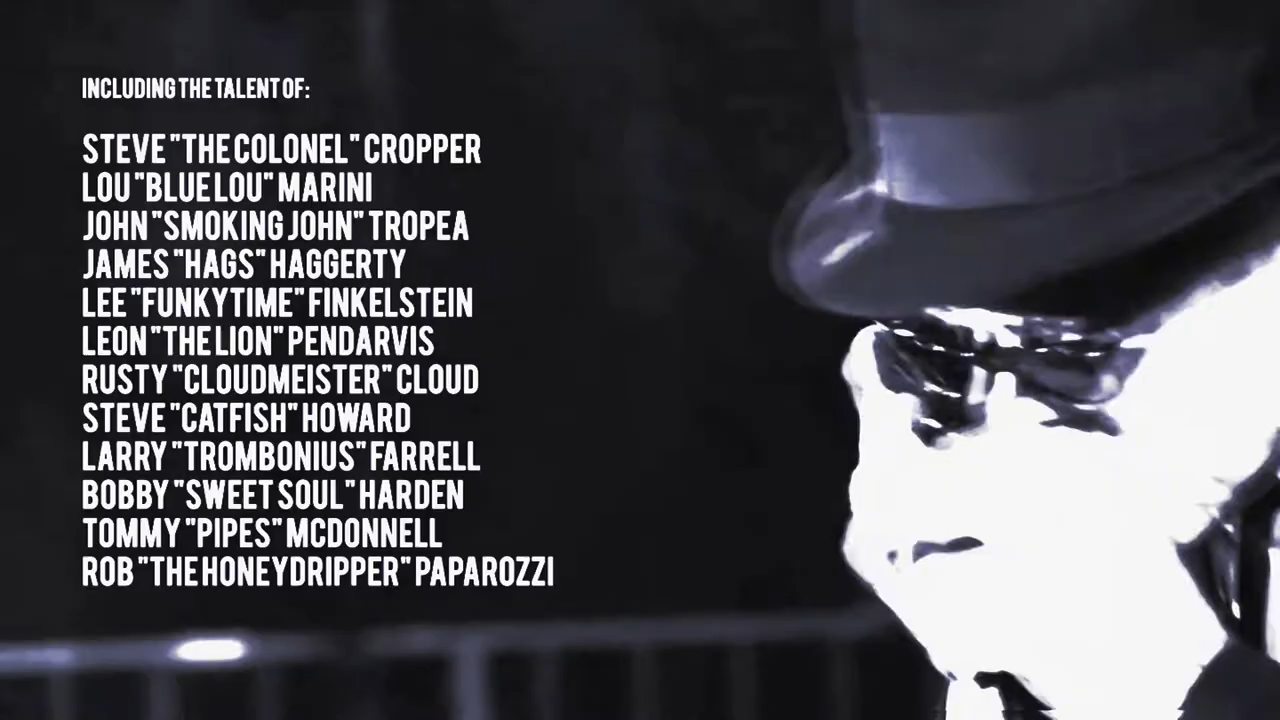 INCLUDING THE TALENT OF:
STEVE "THE COLONEL" CROPPER
LOU "BLUE LOU" MARINI
JOHN "SMOKING JOHN" TROPEA
JAMES "HAGS" HAGGERTY
LEE "FUNKYTIME" FINKELSTEIN
LEON "THE LION" PENDARVIS
RUSTY "CLOUDMEISTER" CLOUD
STEVE "CATFISH" HOWARD
LARRY "TROMBONIUS" FARRELL
BOBBY "SWEET SOUL" HARDEN
TOMMY "PIPES" MCDONNELL
ROB "THE HONEYDRIPPER" PAPAROZZI